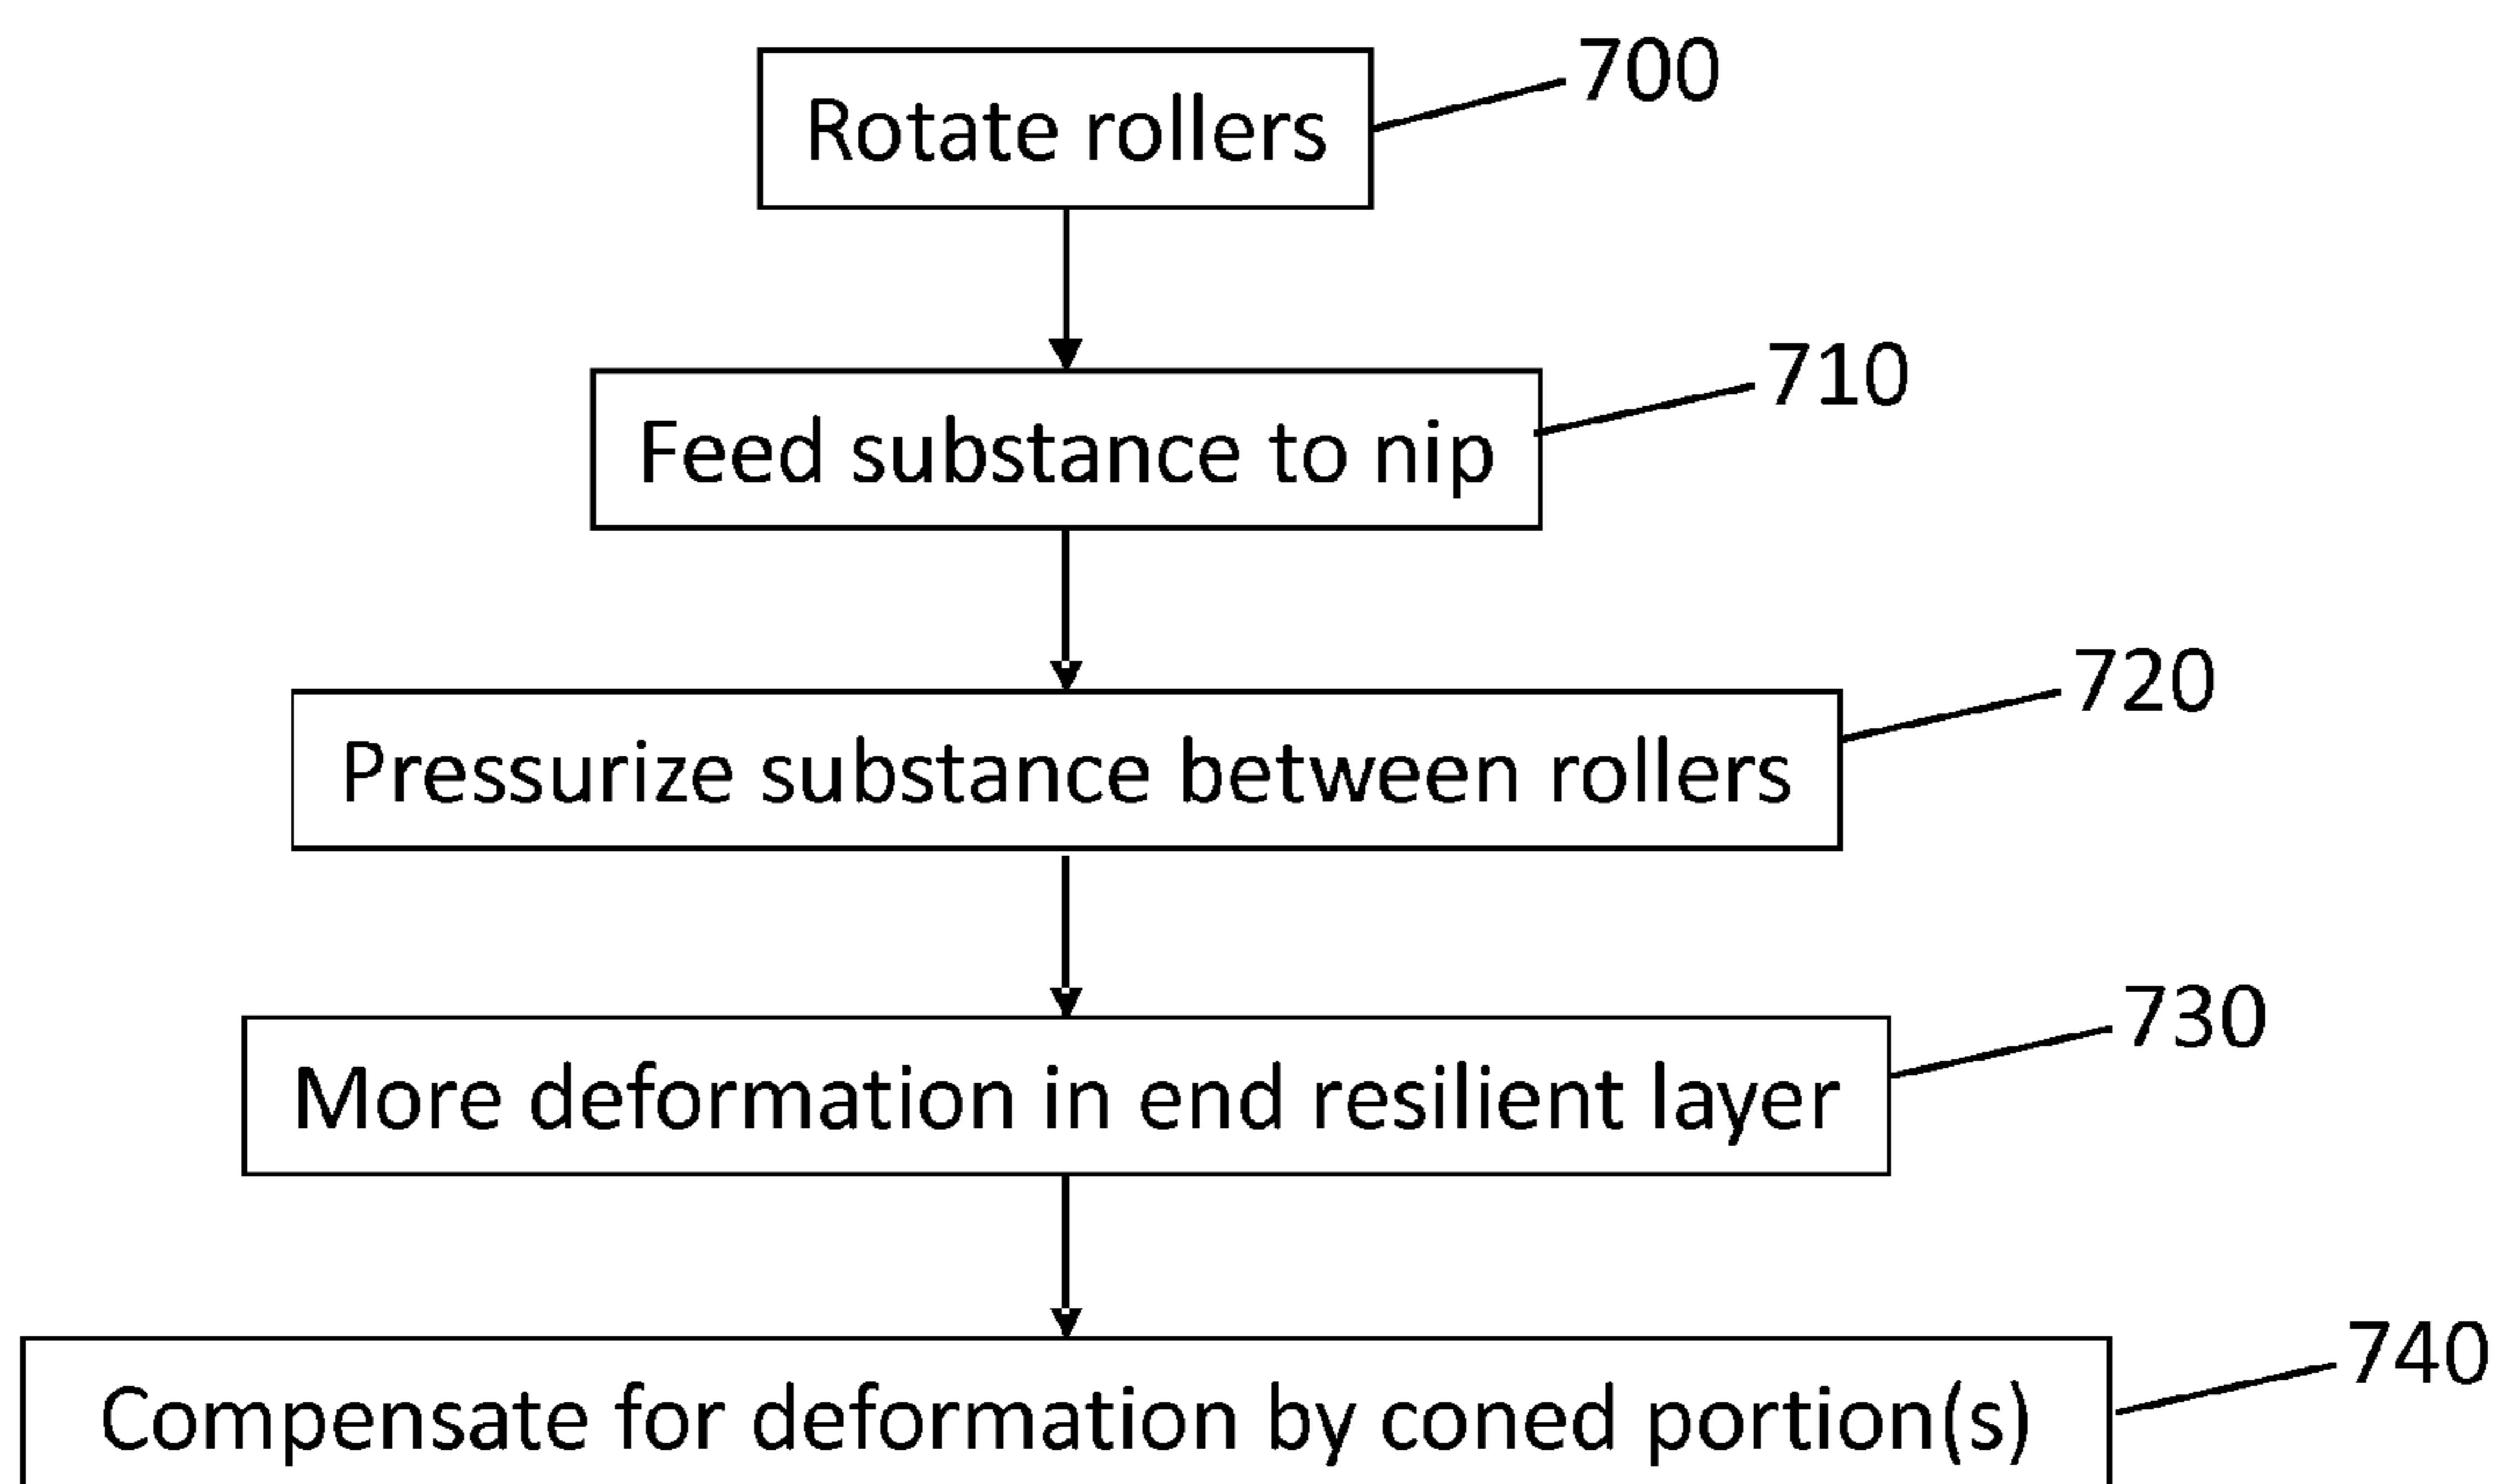 Rotate rollers
700
Feed substance to nip
710
Pressurize substance between rollers
720
More deformation in end resilient layer
730
Compensate for deformation by coned portion(s)
740